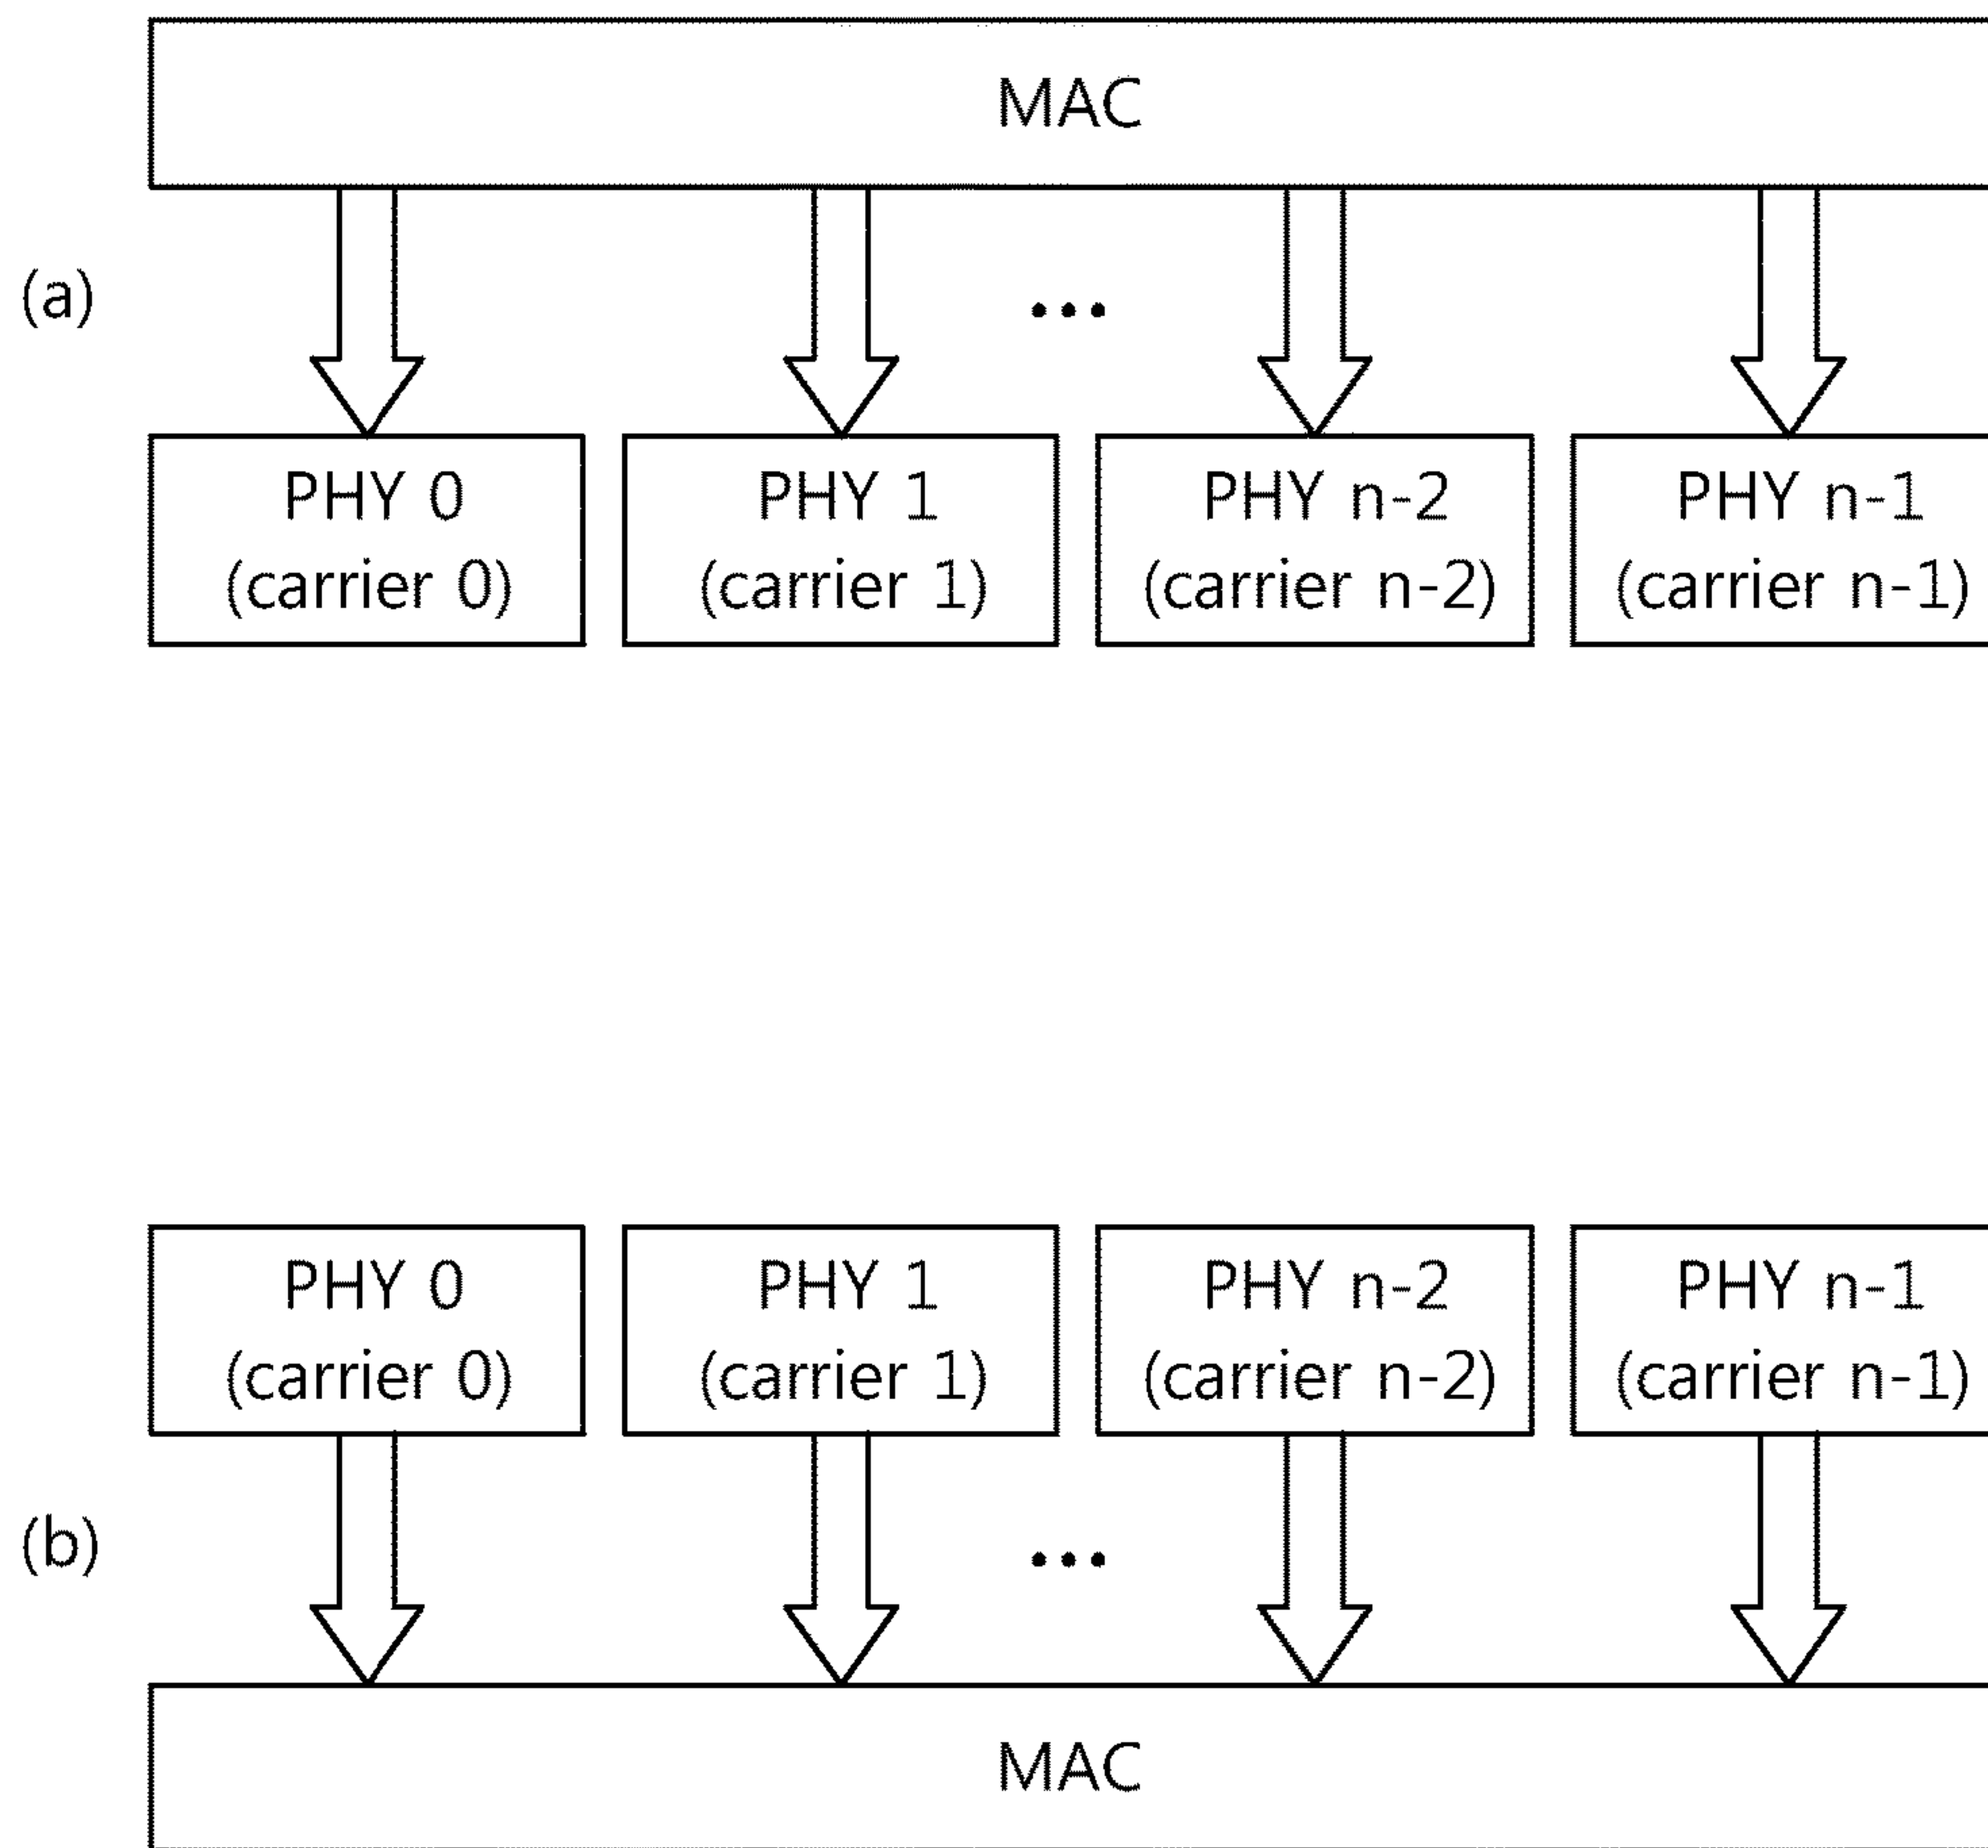 MAC
(a)
...
PHY 0
(carrier 0)
PHY 1
(carrier 1)
PHY n-2
(carrier n-2)
PHY n-1
(carrier n-1)
PHY 0
(carrier 0)
PHY 1
(carrier 1)
PHY n-2
(carrier n-2)
PHY n-1
(carrier n-1)
(b)
...
MAC